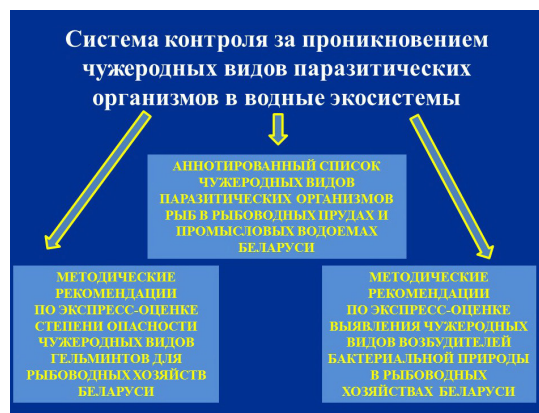 Система контроля за проникновением
чужеродных видов паразитических
организмов в водные экосистемы
АННОТИРОВАННЫЙ СПИСОК
ЧУЖЕРОДНЫХ ВИДОВ
ПАРАЗИТИЧЕСКИХ ОРГАНИЗМОВ
РЫБ В РЫБОВОДНЫХ ПРУДАХ И
ПРОМЫСЛОВЫХ ВОДОЕМАХ
БЕЛАРУСИ
МЕТОДИЧЕСКИЕ
РЕКОМЕНДАЦИИ
ПО ЭКСПРЕСС-ОЦЕНКЕ
СТЕПЕНИ ОПАСНОСТИ
ЧУЖЕРОДНЫХ ВИДОВ
ГЕЛЬМИНТОВ ДЛЯ
РЫБОВОДНЫХ ХОЗЯЙСТВ
БЕЛАРУСИ
МЕТОДИЧЕСКИЕ
РЕКОМЕНДАЦИИ
ПО ЭКСПРЕСС-ОЦЕНКЕ
ВЫЯВЛЕНИЯ ЧУЖЕРОДНЫХ
ВИДОВ ВОЗБУДИТЕЛЕЙ
БАКТЕРИАЛЬНОЙ ПРИРОДЫ
В РЫБОВОДНЫХ
ХОЗЯЙСТВАХ БЕЛАРУСИ